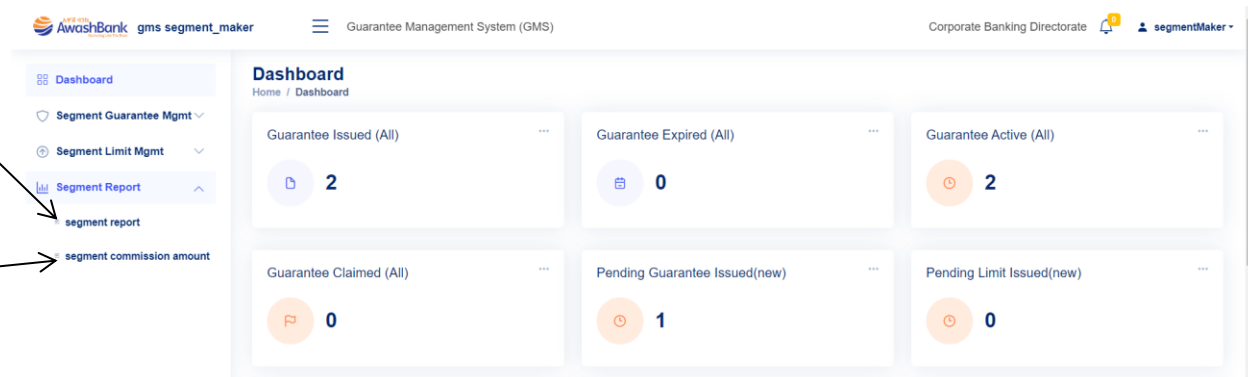 AwashBank gms segment_maker Guarantee Management System (GMS) Corporate Banking Directorate 0 segmentMaker
Dashboard
Segment Guarantee Mgmt
Segment Limit Mgmt
Segment Report
segment report
segment commission amount
Dashboard
Home / Dashboard
Guarantee Issued (All) ...
2
Guarantee Expired (All) ...
0
Guarantee Active (All) ...
2
Guarantee Claimed (All) ...
0
Pending Guarantee Issued(new) ...
1
Pending Limit Issued(new) ...
0